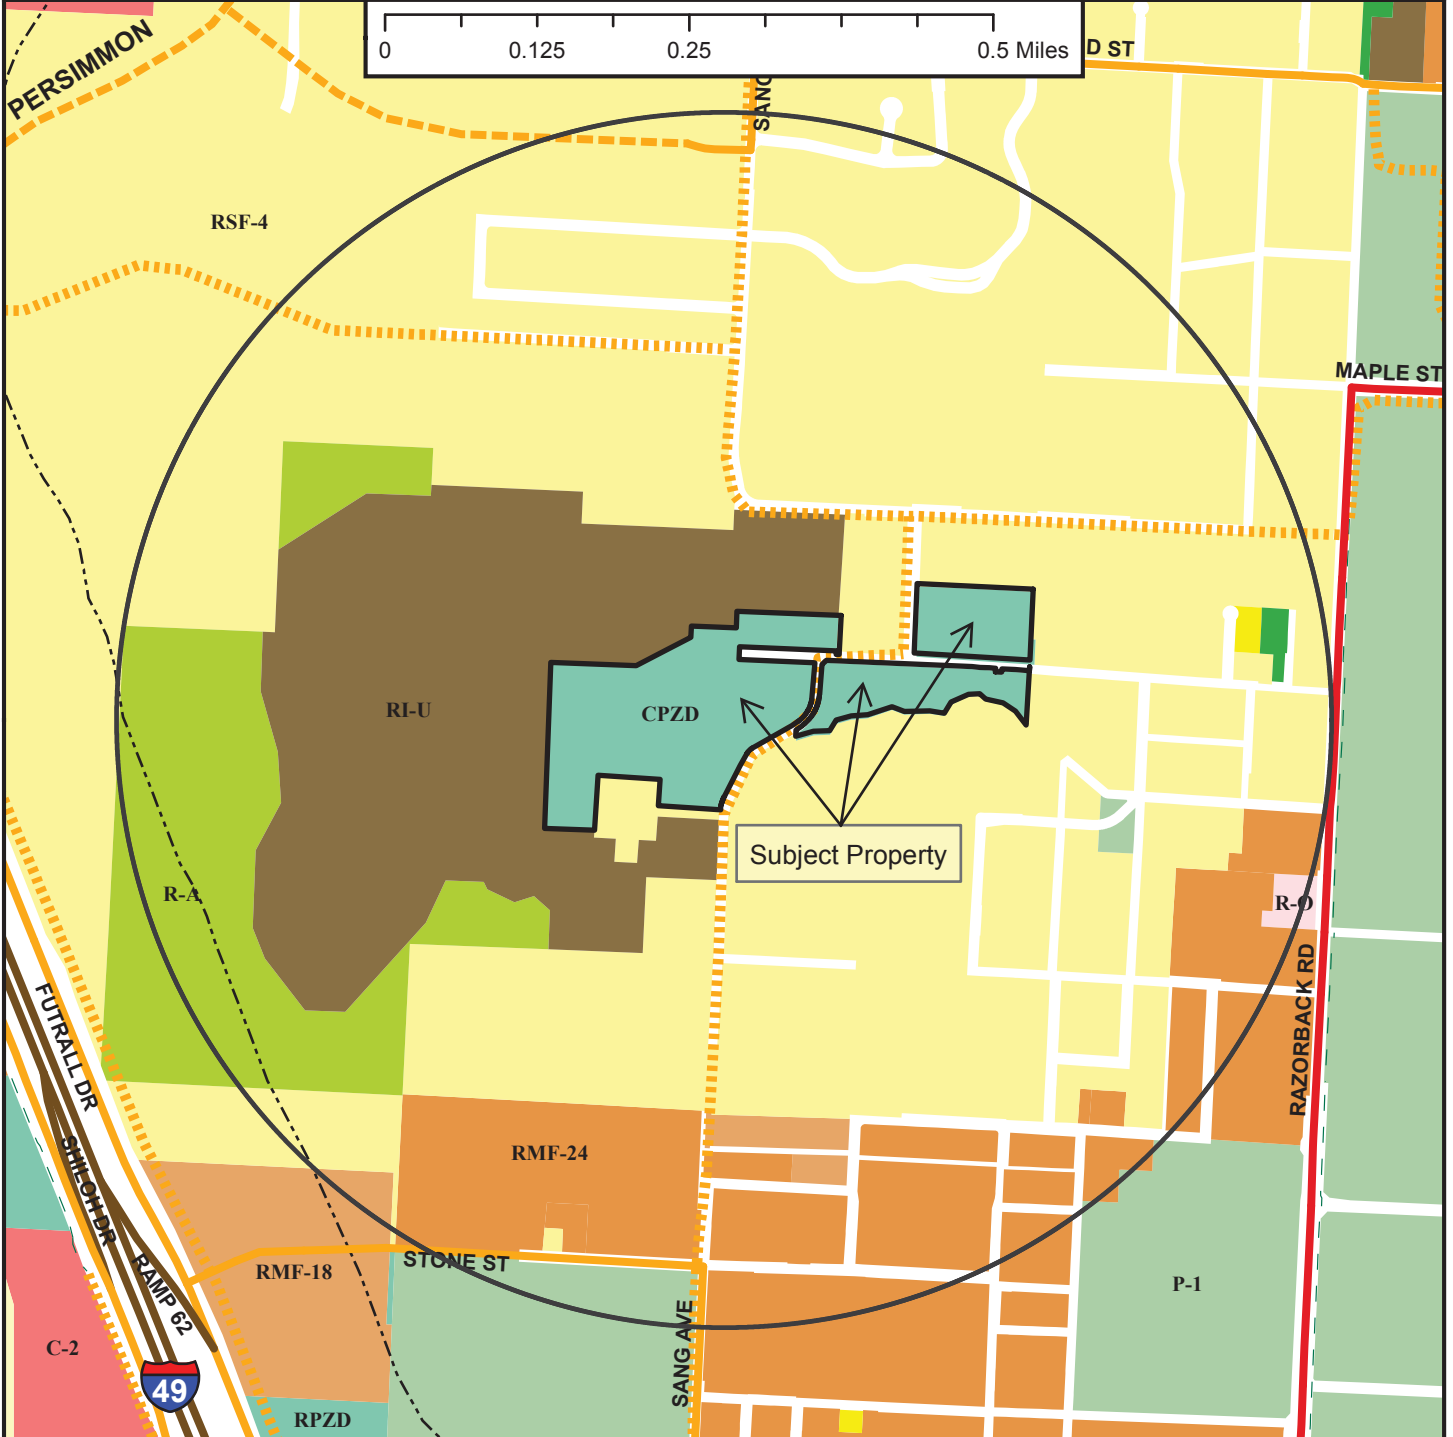 0 0.125 0.25 0.5 Miles
D ST
PERSIMMON
SANG
RSF-4
MAPLE ST
RI-U
CPZD
Subject Property
R-A
R-O
RAZORBACK RD
FUTRALL DR
SHILOH DR
RAMP 62
RMF-24
STONE ST
RMF-18
P-1
SANG AVE
C-2
49
RPZD